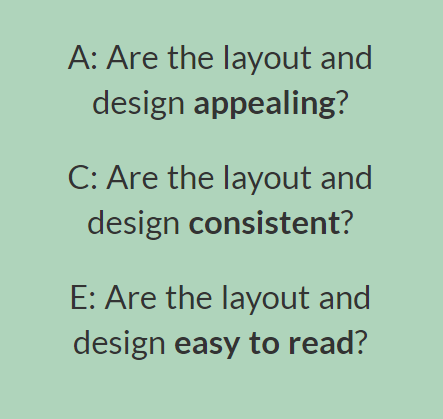 A: Are the layout and
design appealing?
C: Are the layout and
design consistent?
E: Are the layout and
design easy to read?